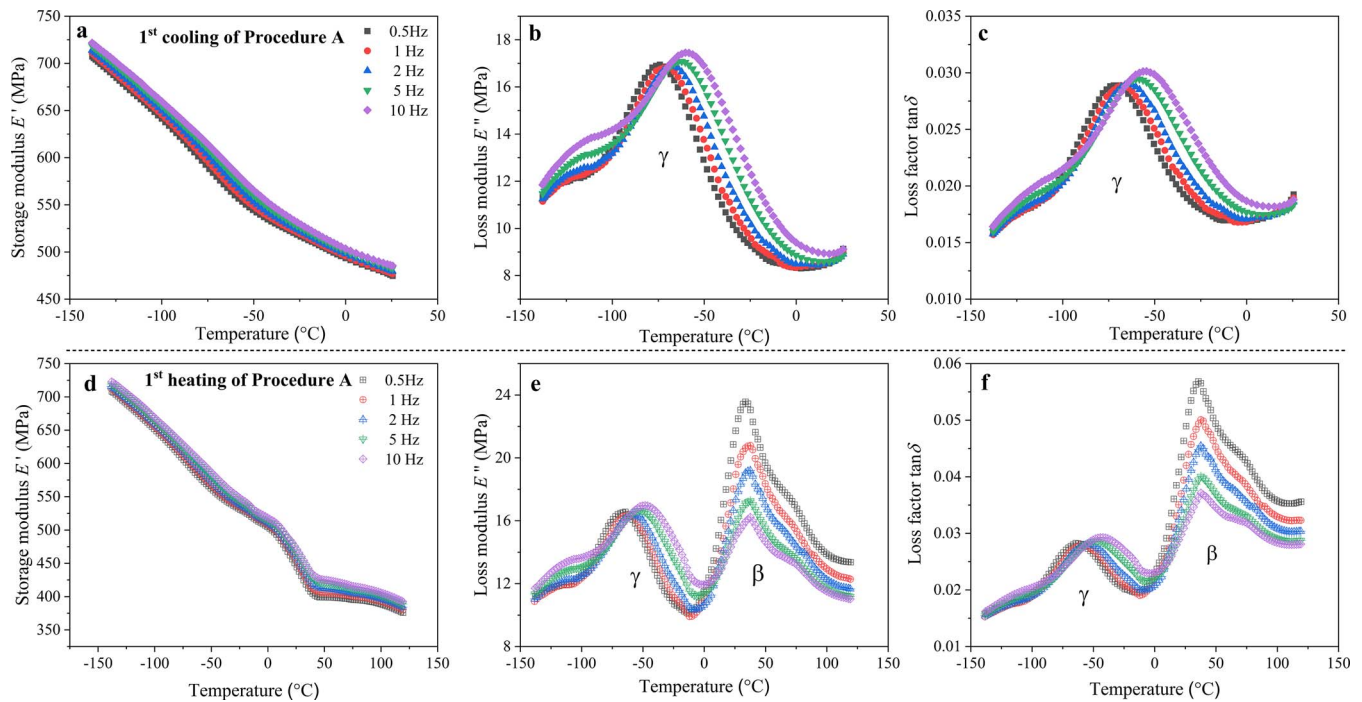 a
1st cooling of Procedure A
0.5Hz
1 Hz
2 Hz
5 Hz
10 Hz
Storage modulus E' (MPa)
750
700
650
600
550
500
450
-150 -100 -50 0 50
Temperature (°C)
b
γ
Loss modulus E" (MPa)
18
16
14
12
10
8
-150 -100 -50 0 50
Temperature (°C)
c
γ
Loss factor tanδ
0.035
0.030
0.025
0.020
0.015
0.010
-150 -100 -50 0 50
Temperature (°C)
d
1st heating of Procedure A
0.5Hz
1 Hz
2 Hz
5 Hz
10 Hz
Storage modulus E' (MPa)
750
700
650
600
550
500
450
400
350
-150 -100 -50 0 50 100 150
Temperature (°C)
e
γ
β
Loss modulus E" (MPa)
24
20
16
12
8
-150 -100 -50 0 50 100 150
Temperature (°C)
f
γ
β
Loss factor tanδ
0.06
0.05
0.04
0.03
0.02
0.01
-150 -100 -50 0 50 100 150
Temperature (°C)